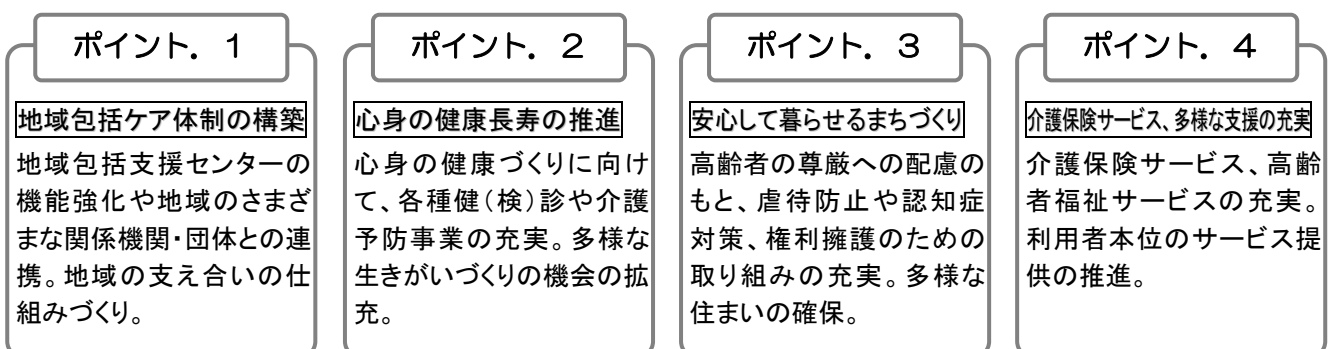 ポイント．1
地域包括ケア体制の構築
地域包括支援センターの
機能強化や地域のさまざ
まな関係機関・団体との連
携。地域の支え合いの仕
組みづくり。
ポイント．2
心身の健康長寿の推進
心身の健康づくりに向け
て、各種健（検）診や介護
予防事業の充実。多様な
生きがいづくりの機会の拡
充。
ポイント．3
安心して暮らせるまちづくり
高齢者の尊厳への配慮の
もと、虐待防止や認知症
対策、権利擁護のための
取り組みの充実。多様な
住まいの確保。
ポイント．4
介護保険サービス、多様な支援の充実
介護保険サービス、高齢
者福祉サービスの充実。
利用者本位のサービス提
供の推進。